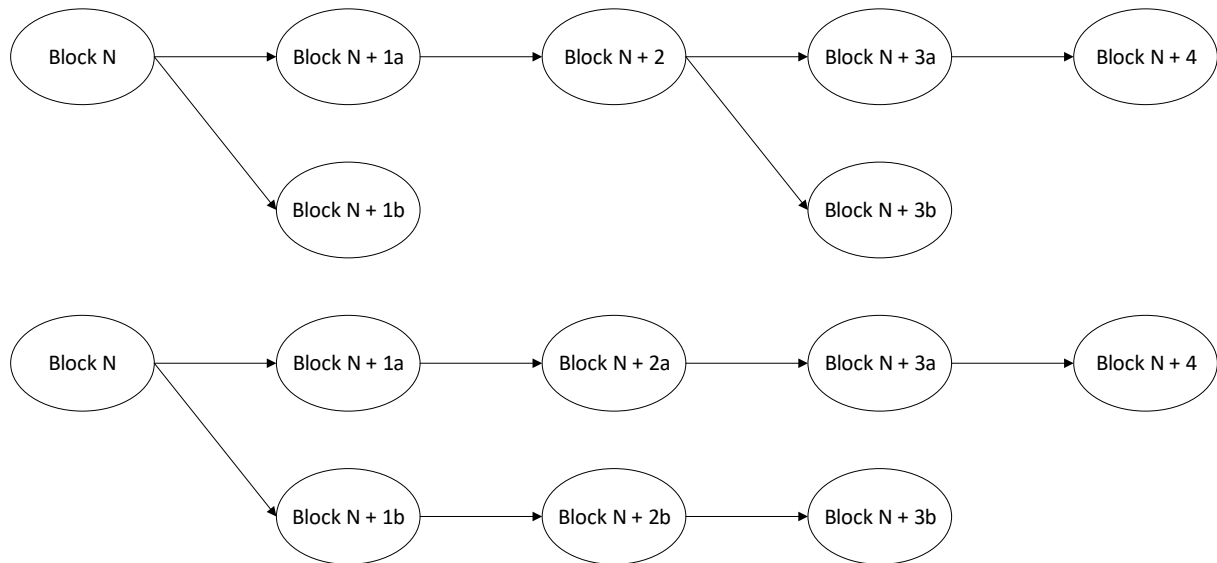 Block N
Block N + 1a
Block N + 2
Block N + 3a
Block N + 4
Block N + 1b
Block N + 3b
Block N
Block N + 1a
Block N + 2a
Block N + 3a
Block N + 4
Block N + 1b
Block N + 2b
Block N + 3b